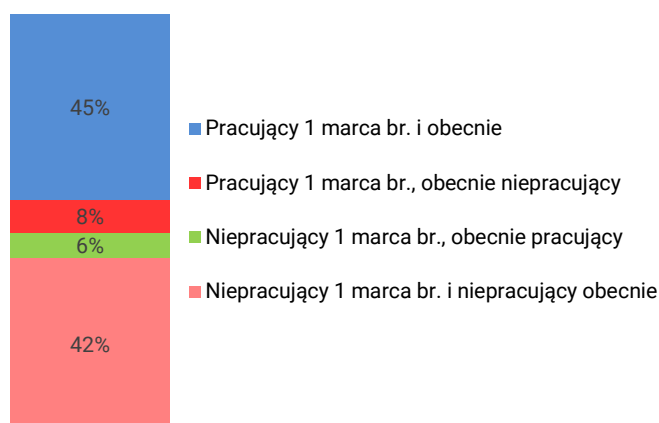 45%
8%
6%
42%
Pracujący 1 marca br. i obecnie
Pracujący 1 marca br., obecnie niepracujący
Niepracujący 1 marca br., obecnie pracujący
Niepracujący 1 marca br. i niepracujący obecnie